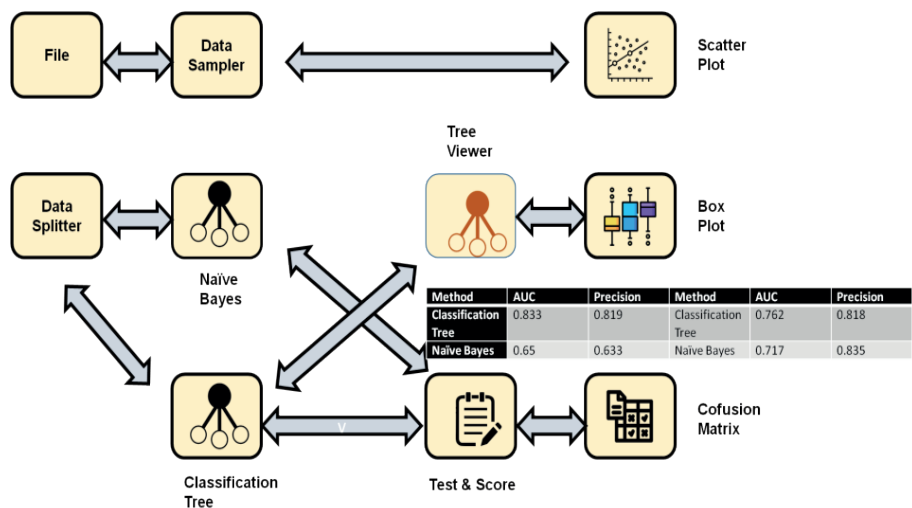 File
Data
Sampler
Scatter
Plot
Tree
Viewer
Data
Splitter
Naïve
Bayes
Box
Plot
Method AUC Precision Method AUC Precision
Classification
Tree 0.833 0.819 Classification
Tree 0.762 0.818
Naïve Bayes 0.65 0.633 Naïve Bayes 0.717 0.835
V
Cofusion
Matrix
Classification
Tree
Test & Score